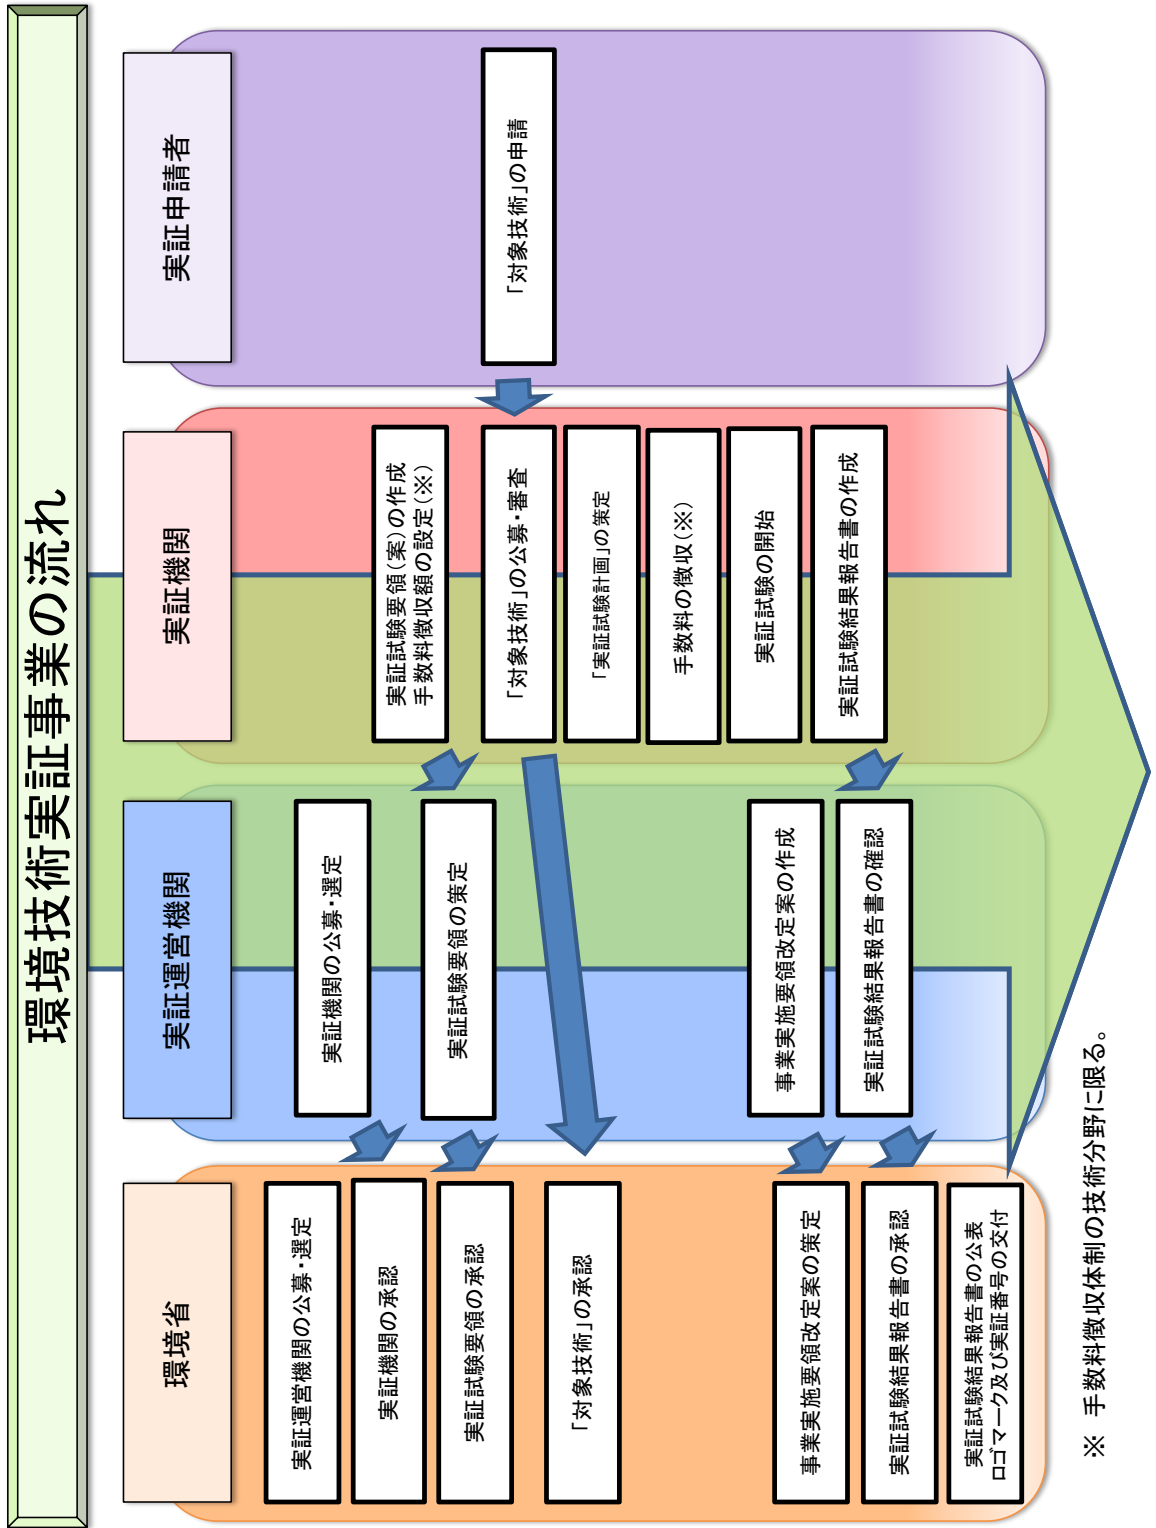 環境技術実証事業の流れ
環境省
実証運営機関の公募・選定
実証機関の承認
実証試験要領の承認
「対象技術」の承認
事業実施要領改定案の策定
実証試験結果報告書の承認
実証試験結果報告書の公表
ロゴマーク及び実証番号の交付
実証運営機関
実証機関の公募・選定
実証試験要領の策定
事業実施要領改定案の作成
実証試験結果報告書の確認
実証機関
実証試験要領(案)の作成
手数料徴収額の設定(※)
「対象技術」の公募・審査
「実証試験計画」の策定
手数料の徴収(※)
実証試験の開始
実証試験結果報告書の作成
実証申請者
「対象技術」の申請
※ 手数料徴収体制の技術分野に限る。